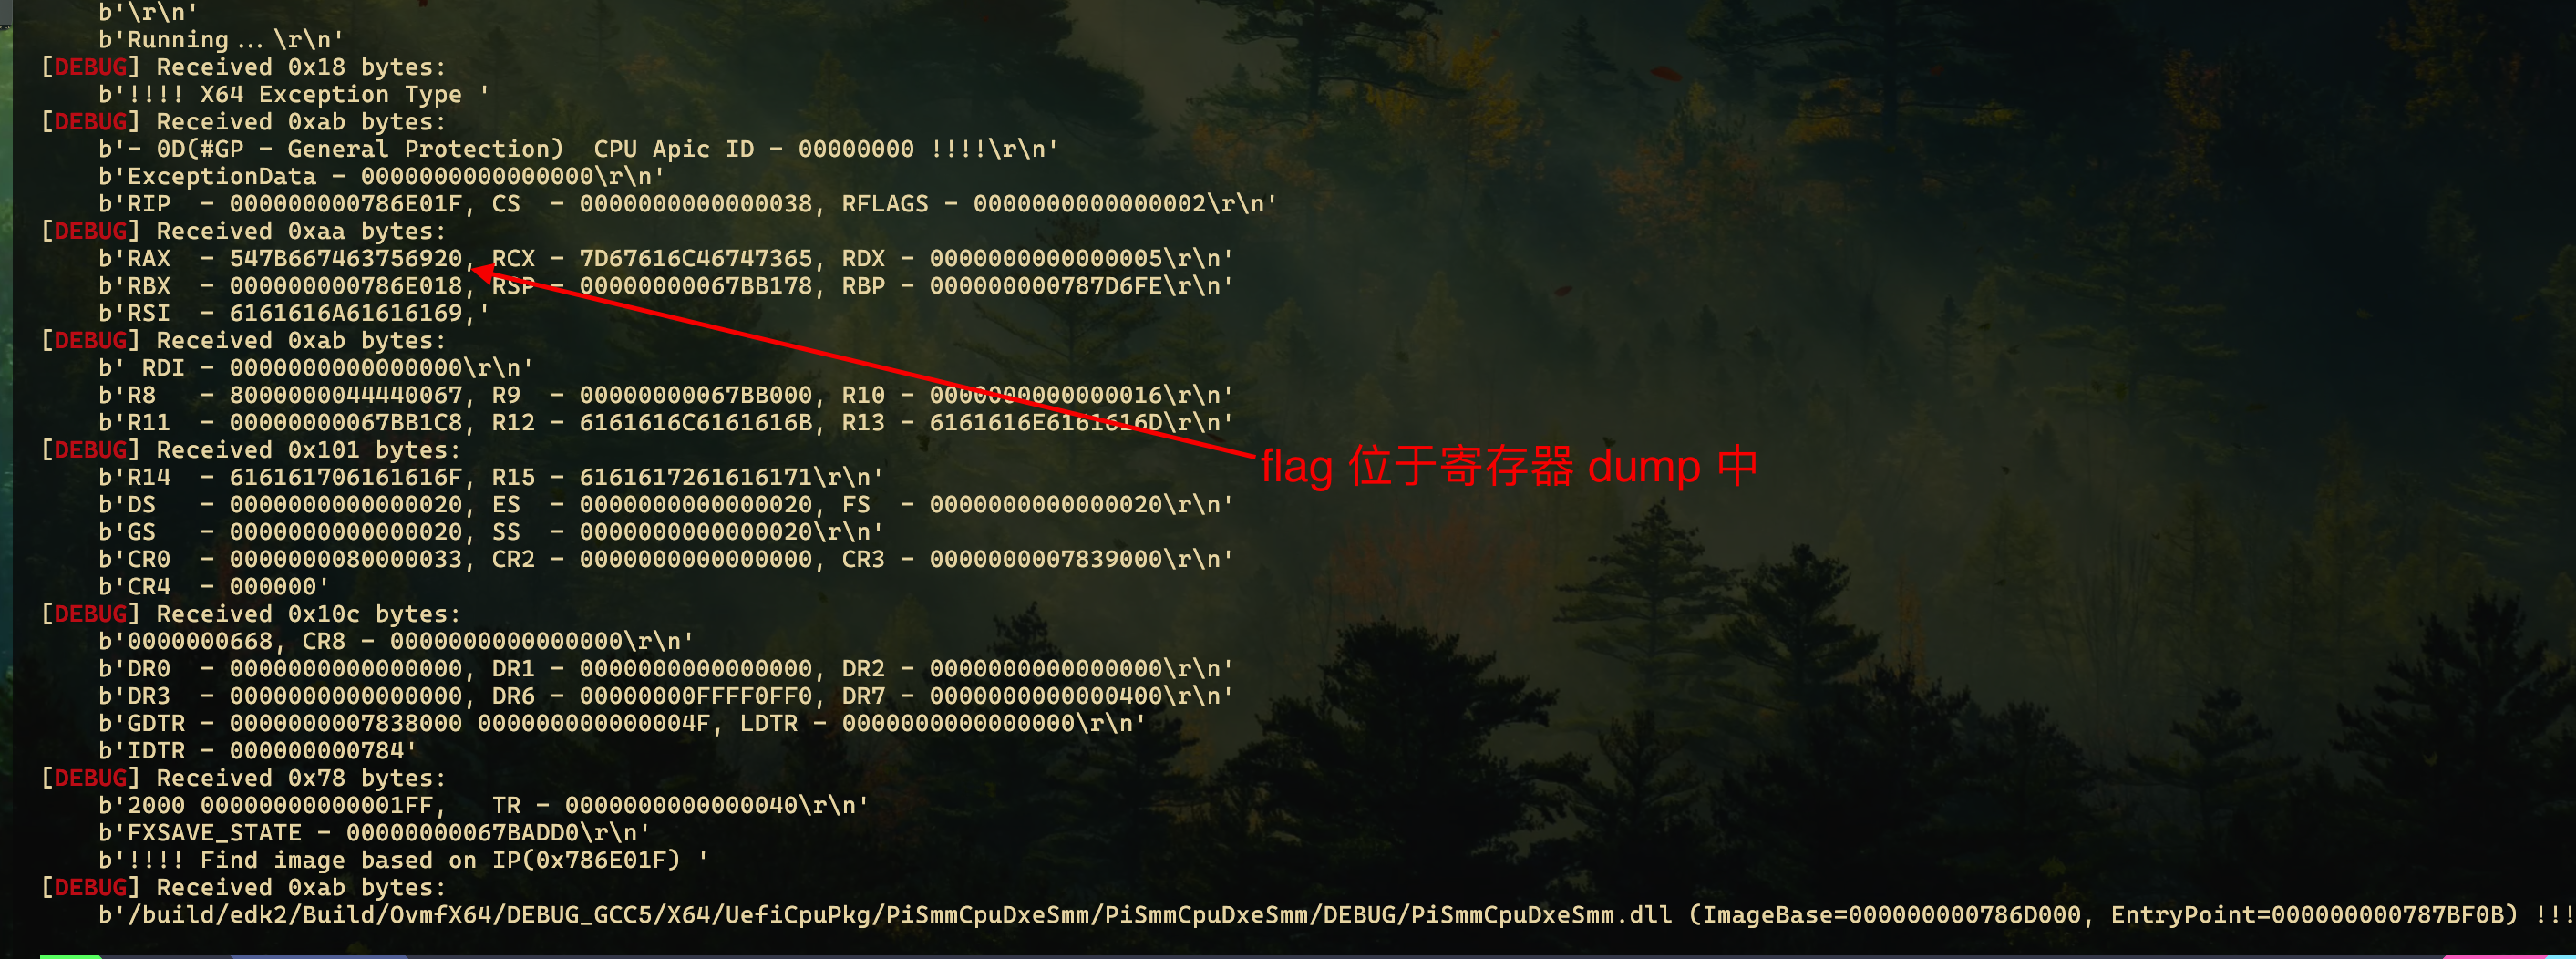 b'\r\n'
b'Running...\r\n'
[DEBUG] Received 0x18 bytes:
b'!!!! X64 Exception Type '
[DEBUG] Received 0xab bytes:
b'- 0D(#GP - General Protection)  CPU Apic ID - 00000000 !!!!\r\n'
b'ExceptionData - 0000000000000000\r\n'
b'RIP  - 000000000786E01F, CS  - 0000000000000038, RFLAGS - 0000000000000002\r\n'
[DEBUG] Received 0xaa bytes:
b'RAX  - 547B667463756920, RCX - 7D67616C46747365, RDX - 0000000000000005\r\n'
b'RBX  - 000000000786E018, RSP - 00000000067BB178, RBP - 000000000787D6FE\r\n'
b'RSI  - 6161616A61616169,'
[DEBUG] Received 0xab bytes:
b' RDI - 0000000000000000\r\n'
b'R8   - 8000000044440067, R9  - 00000000067BB000, R10 - 0000000000000016\r\n'
b'R11  - 00000000067BB1C8, R12 - 6161616C6161616B, R13 - 6161616E6161616D\r\n'
[DEBUG] Received 0x101 bytes:
flag 位于寄存器 dump 中
b'R14  - 616161706161616F, R15 - 6161617261616171\r\n'
b'DS   - 0000000000000020, ES  - 0000000000000020, FS  - 0000000000000020\r\n'
b'GS   - 0000000000000020, SS  - 0000000000000020\r\n'
b'CR0  - 0000000080000033, CR2 - 0000000000000000, CR3 - 0000000007839000\r\n'
b'CR4  - 000000'
[DEBUG] Received 0x10c bytes:
b'0000000668, CR8 - 0000000000000000\r\n'
b'DR0  - 0000000000000000, DR1 - 0000000000000000, DR2 - 0000000000000000\r\n'
b'DR3  - 0000000000000000, DR6 - 00000000FFFF0FF0, DR7 - 0000000000000400\r\n'
b'GDTR - 0000000007838000 000000000000004F, LDTR - 0000000000000000\r\n'
b'IDTR - 000000000784'
[DEBUG] Received 0x78 bytes:
b'2000 00000000000001FF,   TR - 0000000000000040\r\n'
b'FXSAVE_STATE - 00000000067BADD0\r\n'
b'!!!! Find image based on IP(0x786E01F) '
[DEBUG] Received 0xab bytes:
b'/build/edk2/Build/OvmfX64/DEBUG_GCC5/X64/UefiCpuPkg/PiSmmCpuDxeSmm/PiSmmCpuDxeSmm/DEBUG/PiSmmCpuDxeSmm.dll (ImageBase=000000000786D000, EntryPoint=000000000787BF0B) !!!